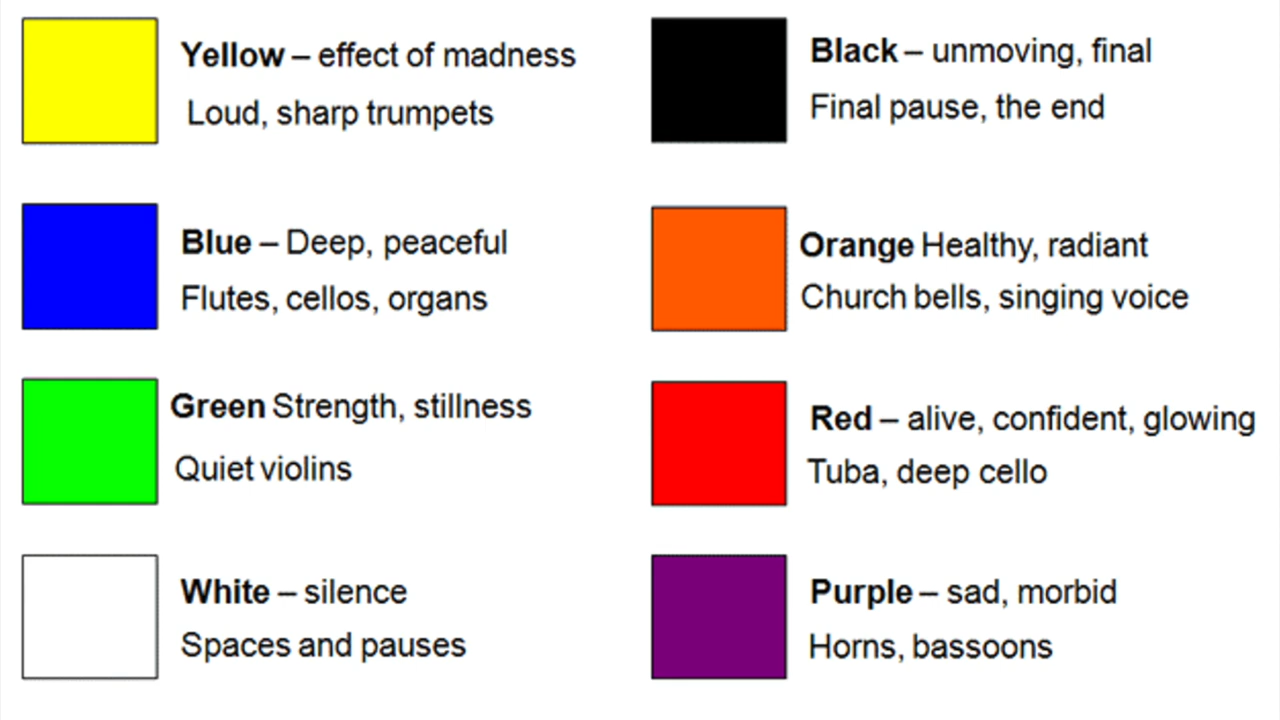 Yellow – effect of madness
Loud, sharp trumpets
Blue – Deep, peaceful
Flutes, cellos, organs
Green Strength, stillness
Quiet violins
White – silence
Spaces and pauses
Black – unmoving, final
Final pause, the end
Orange Healthy, radiant
Church bells, singing voice
Red – alive, confident, glowing
Tuba, deep cello
Purple – sad, morbid
Horns, bassoons